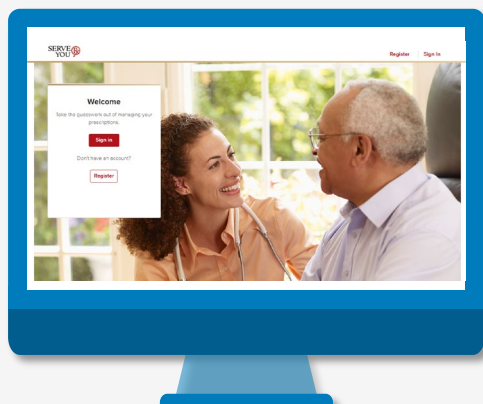 SERVE
YOU
Register
Sign In
Welcome
Take the guesswork out of managing your
prescriptions.
Sign in
Don't have an account?
Register